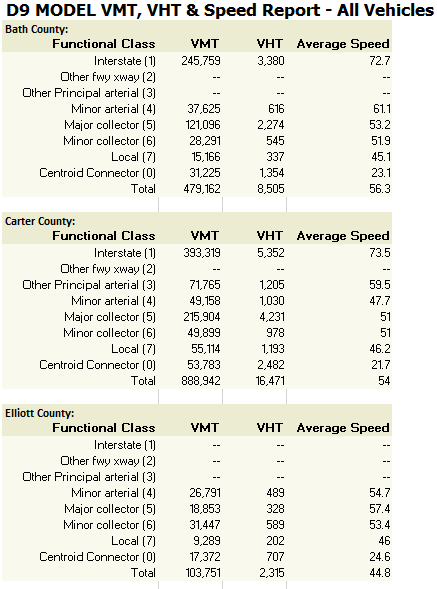 D9 MODEL VMT, VHT & Speed Report - All Vehicles
Bath County:
Functional Class VMT VHT Average Speed
Interstate (1) 245,759 3,380 72.7
Other fwy xway (2) -- -- --
Other Principal arterial (3) -- -- --
Minor arterial (4) 37,625 616 61.1
Major collector (5) 121,096 2,274 53.2
Minor collector (6) 28,291 545 51.9
Local (7) 15,166 337 45.1
Centroid Connector (0) 31,225 1,354 23.1
Total 479,162 8,505 56.3
Carter County:
Functional Class VMT VHT Average Speed
Interstate (1) 393,319 5,352 73.5
Other fwy xway (2) -- -- --
Other Principal arterial (3) 71,765 1,205 59.5
Minor arterial (4) 49,158 1,030 47.7
Major collector (5) 215,904 4,231 51
Minor collector (6) 49,899 978 51
Local (7) 55,114 1,193 46.2
Centroid Connector (0) 53,783 2,482 21.7
Total 888,942 16,471 54
Elliott County:
Functional Class VMT VHT Average Speed
Interstate (1) -- -- --
Other fwy xway (2) -- -- --
Other Principal arterial (3) -- -- --
Minor arterial (4) 26,791 489 54.7
Major collector (5) 18,853 328 57.4
Minor collector (6) 31,447 589 53.4
Local (7) 9,289 202 46
Centroid Connector (0) 17,372 707 24.6
Total 103,751 2,315 44.8